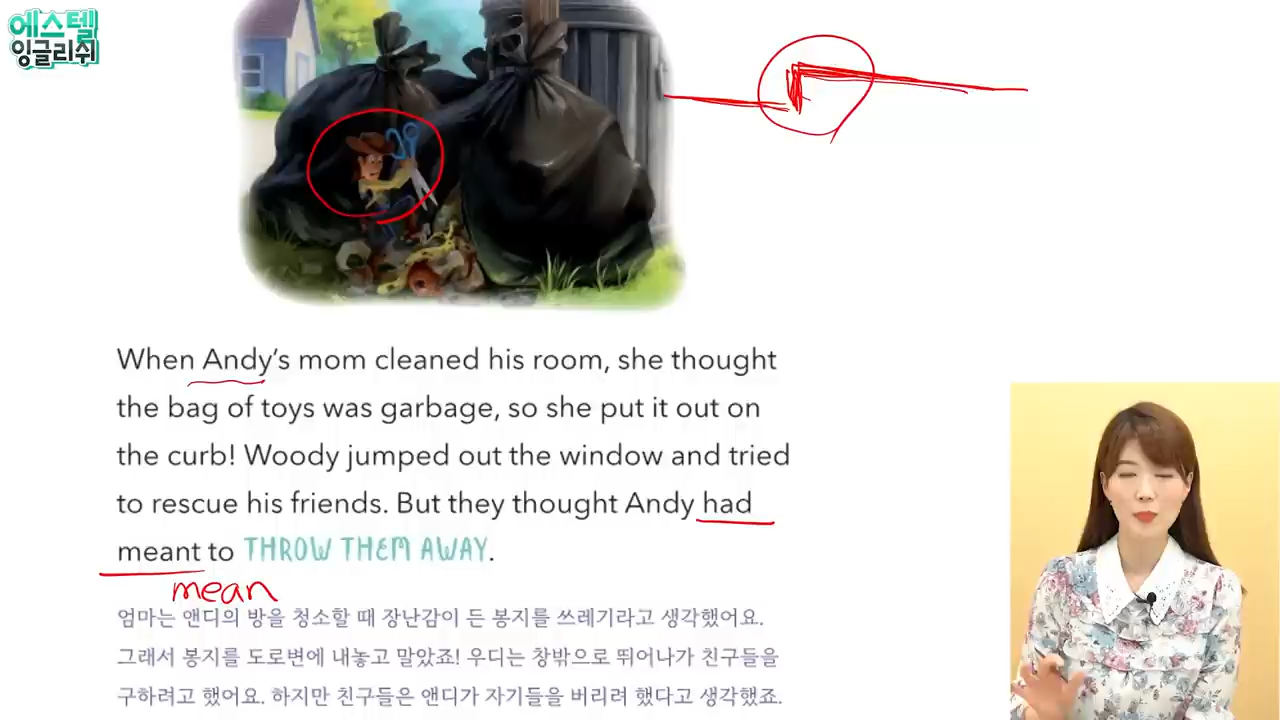 에스텔
잉글리쉬
When Andy's mom cleaned his room, she thought
the bag of toys was garbage, so she put it out on
the curb! Woody jumped out the window and tried
to rescue his friends. But they thought Andy had
meant to THROW THEM AWAY.
mean
엄마는 앤디의 방을 청소할 때 장난감이 든 봉지를 쓰레기라고 생각했어요.
그래서 봉지를 도로변에 내놓고 말았죠! 우디는 창밖으로 뛰어나가 친구들을
구하려고 했어요. 하지만 친구들은 앤디가 자기들을 버리려 했다고 생각했죠.